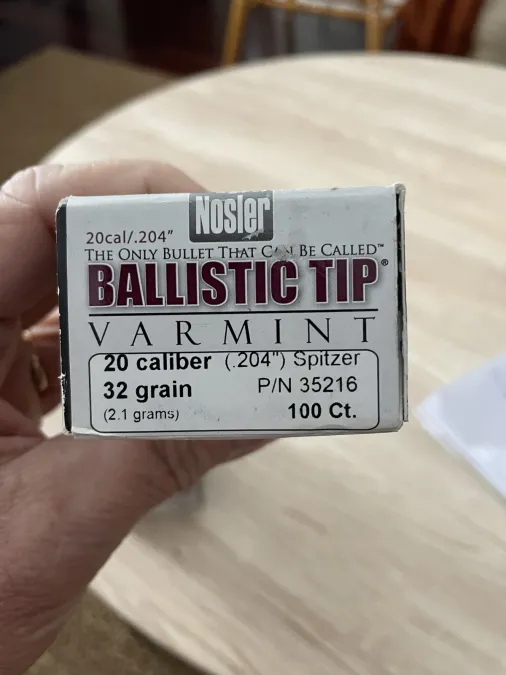 Nosler
20cal/.204"
THE ONLY BULLET THAT CAN BE CALLED™
BALLISTIC TIP®
VARMINT
20 caliber (.204") Spitzer
32 grain P/N 35216
(2.1 grams) 100 Ct.